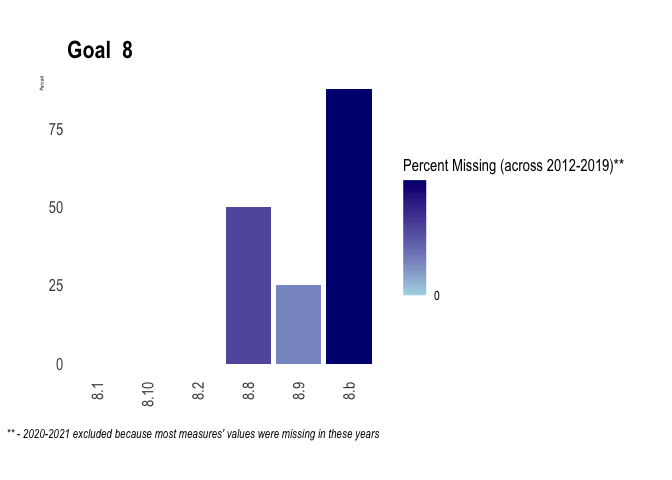 Goal 8
Percent
75
50
25
0
8.1
8.10
8.2
8.8
8.9
8.b
Percent Missing (across 2012-2019)**
0
** - 2020-2021 excluded because most measures' values were missing in these years